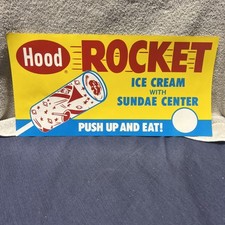 Hood ROCKET
ICE CREAM
WITH
SUNDAE CENTER
PUSH UP AND EAT!